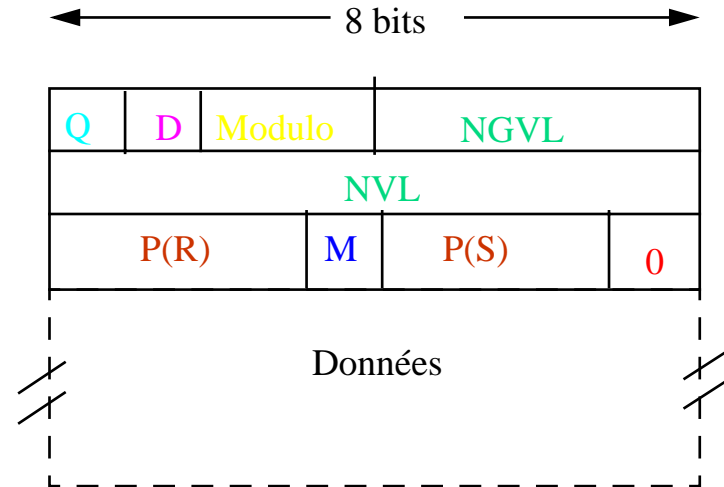 8 bits
Q D Modulo NGVL
NVL
P(R) M P(S) 0
Données